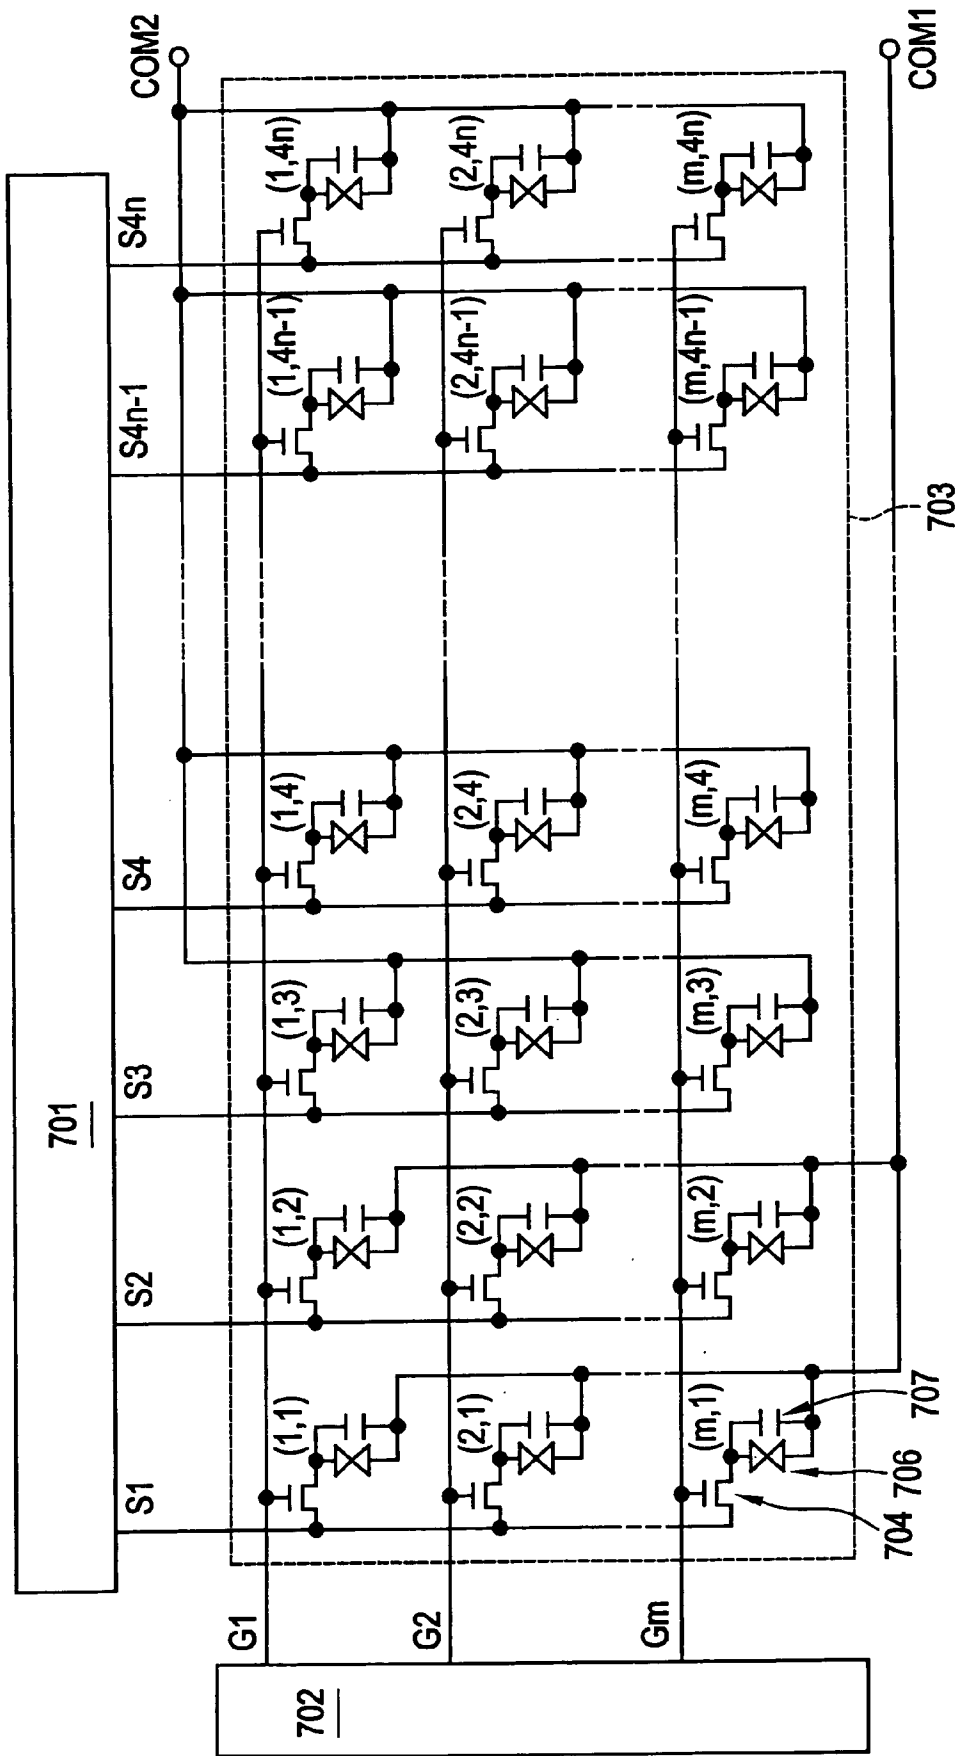 701
S1
S2
S3
S4
S4n-1
S4n
COM2
702
G1
(1,1)
(1,2)
(1,3)
(1,4)
(1,4n-1)
(1,4n)
G2
(2,1)
(2,2)
(2,3)
(2,4)
(2,4n-1)
(2,4n)
Gm
(m,1)
(m,2)
(m,3)
(m,4)
(m,4n-1)
(m,4n)
704
706
707
703
COM1